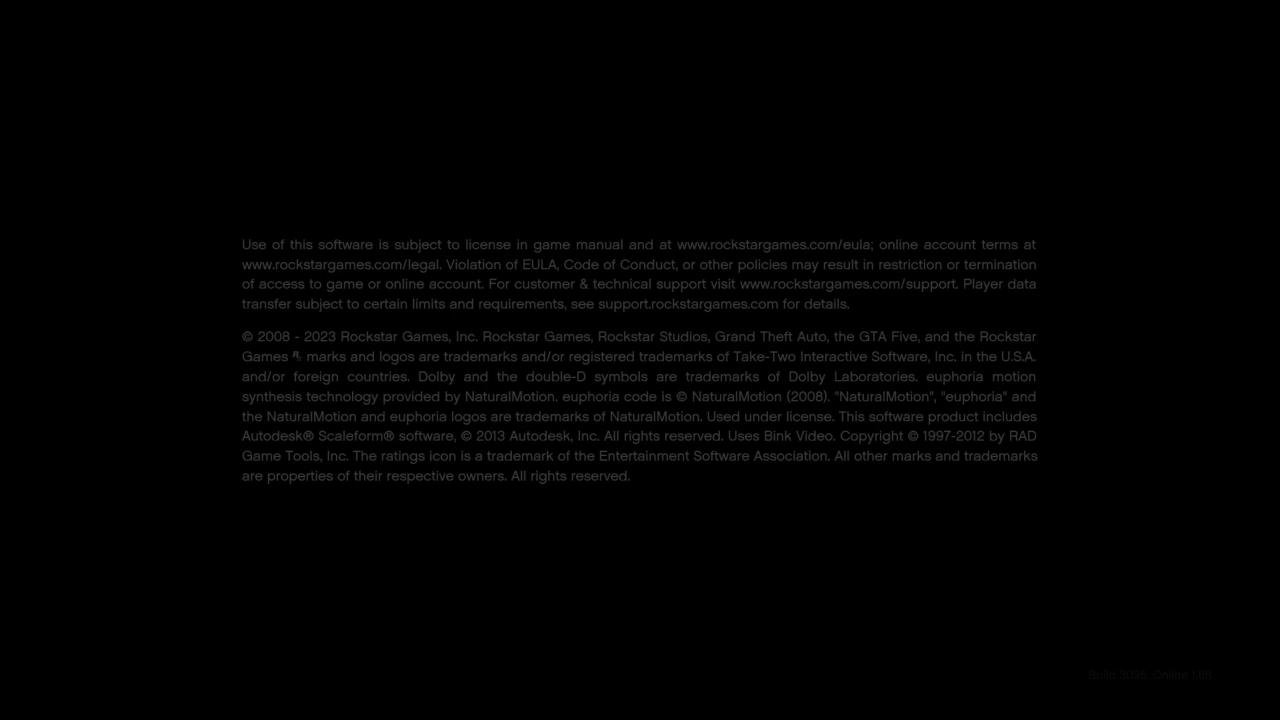 Use of this software is subject to license in game manual and at www.rockstargames.com/eula; online account terms at
www.rockstargames.com/legal. Violation of EULA, Code of Conduct, or other policies may result in restriction or termination
of access to game or online account. For customer & technical support visit www.rockstargames.com/support. Player data
transfer subject to certain limits and requirements, see support.rockstargames.com for details.
© 2008 - 2023 Rockstar Games, Inc. Rockstar Games, Rockstar Studios, Grand Theft Auto, the GTA Five, and the Rockstar
Games R* marks and logos are trademarks and/or registered trademarks of Take-Two Interactive Software, Inc. in the U.S.A.
and/or foreign countries. Dolby and the double-D symbols are trademarks of Dolby Laboratories. euphoria motion
synthesis technology provided by NaturalMotion. euphoria code is © NaturalMotion (2008). "NaturalMotion", "euphoria" and
the NaturalMotion and euphoria logos are trademarks of NaturalMotion. Used under license. This software product includes
Autodesk® Scaleform® software, © 2013 Autodesk, Inc. All rights reserved. Uses Bink Video. Copyright © 1997-2012 by RAD
Game Tools, Inc. The ratings icon is a trademark of the Entertainment Software Association. All other marks and trademarks
are properties of their respective owners. All rights reserved.
Build 3095, Online 1.68